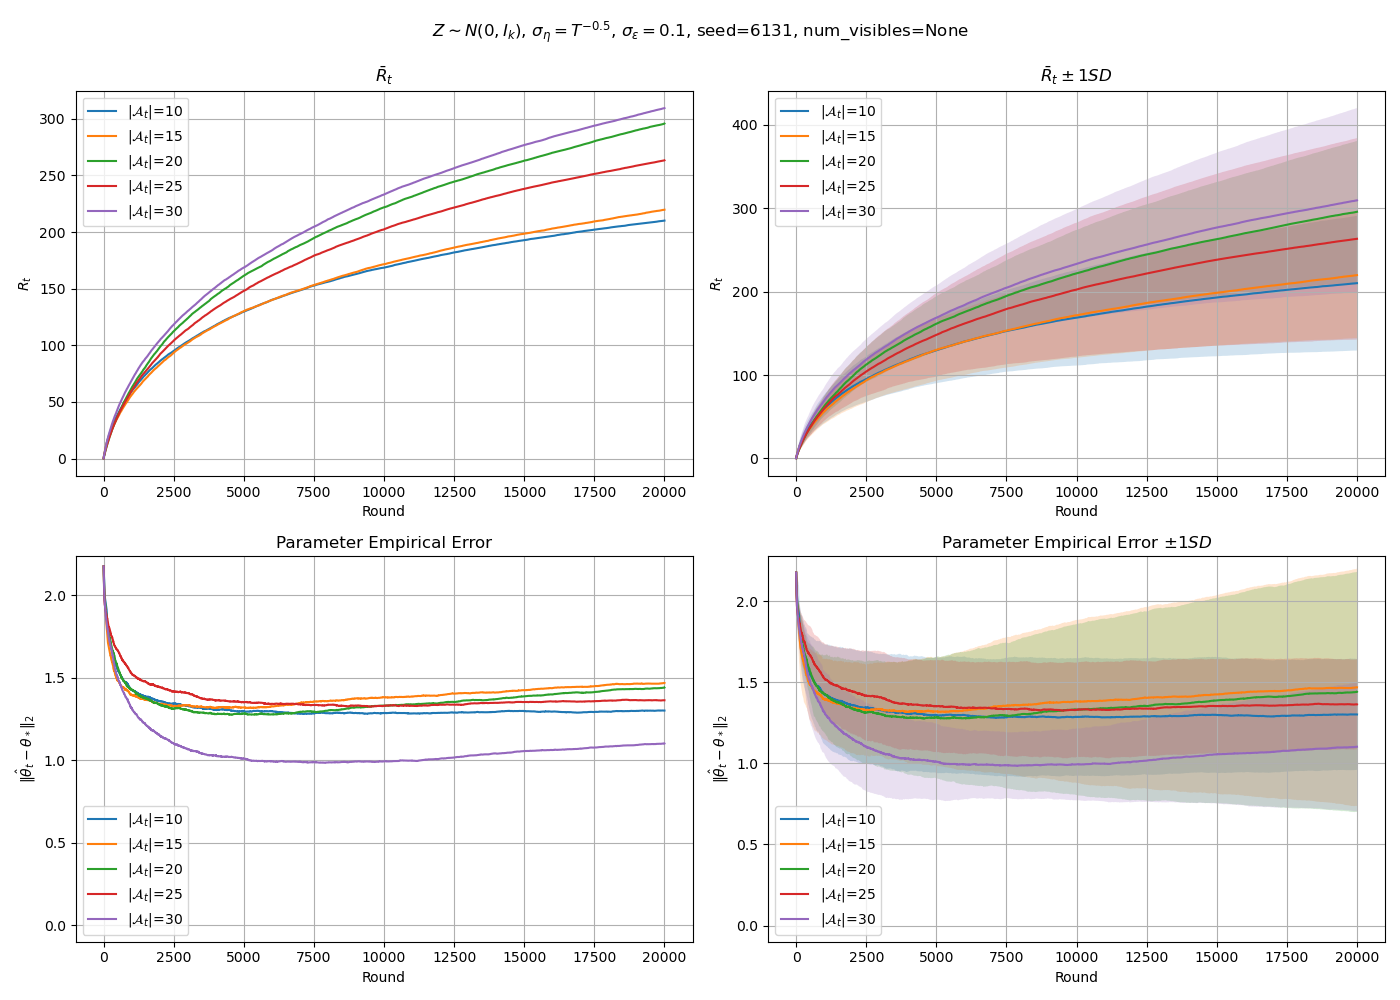 Z ∼ N(0, I_k), σ_η = T^{−0.5}, σ_ε = 0.1, seed=6131, num_visibles=None
R̄_t
|𝒜_t|=10
|𝒜_t|=15
|𝒜_t|=20
|𝒜_t|=25
|𝒜_t|=30
300
250
200
150
100
50
0
R_t
0 2500 5000 7500 10000 12500 15000 17500 20000
Round
R̄_t ± 1SD
|𝒜_t|=10
|𝒜_t|=15
|𝒜_t|=20
|𝒜_t|=25
|𝒜_t|=30
400
300
200
100
0
R_t
0 2500 5000 7500 10000 12500 15000 17500 20000
Round
Parameter Empirical Error
2.0
1.5
1.0
0.5
0.0
‖θ̂_t − θ_*‖_2
|𝒜_t|=10
|𝒜_t|=15
|𝒜_t|=20
|𝒜_t|=25
|𝒜_t|=30
0 2500 5000 7500 10000 12500 15000 17500 20000
Round
Parameter Empirical Error ±1SD
2.0
1.5
1.0
0.5
0.0
‖θ̂_t − θ_*‖_2
|𝒜_t|=10
|𝒜_t|=15
|𝒜_t|=20
|𝒜_t|=25
|𝒜_t|=30
0 2500 5000 7500 10000 12500 15000 17500 20000
Round